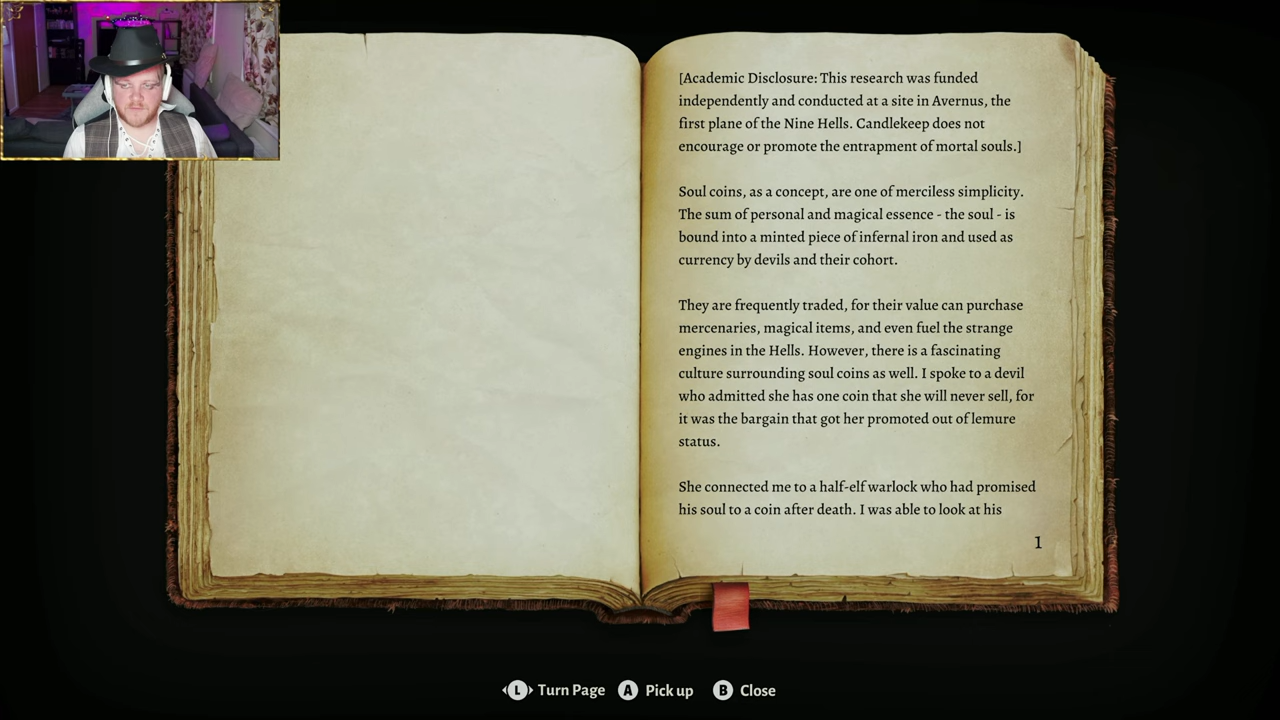 [Academic Disclosure: This research was funded
independently and conducted at a site in Avernus, the
first plane of the Nine Hells. Candlekeep does not
encourage or promote the entrapment of mortal souls.]
Soul coins, as a concept, are one of merciless simplicity.
The sum of personal and magical essence - the soul - is
bound into a minted piece of infernal iron and used as
currency by devils and their cohort.
They are frequently traded, for their value can purchase
mercenaries, magical items, and even fuel the strange
engines in the Hells. However, there is a fascinating
culture surrounding soul coins as well. I spoke to a devil
who admitted she has one coin that she will never sell, for
it was the bargain that got her promoted out of lemure
status.
She connected me to a half-elf warlock who had promised
his soul to a coin after death. I was able to look at his
1
L Turn Page A Pick up B Close